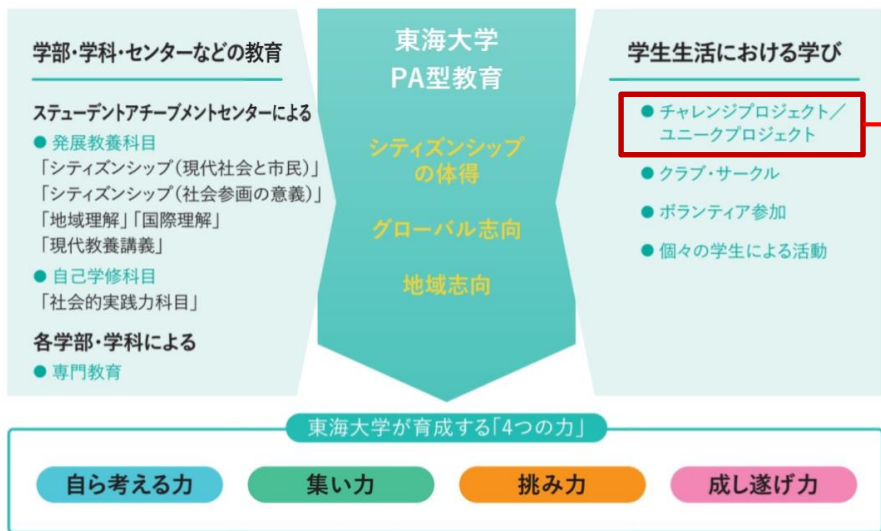 学部・学科・センターなどの教育
ステューデントアチーブメントセンターによる
● 発展教養科目
「シティズンシップ(現代社会と市民)」
「シティズンシップ(社会参画の意義)」
「地域理解」「国際理解」
「現代教養講義」
● 自己学修科目
「社会的実践力科目」
各学部・学科による
● 専門教育
東海大学
PA型教育
シティズンシップ
の体得
グローバル志向
地域志向
学生生活における学び
● チャレンジプロジェクト/
ユニークプロジェクト
● クラブ・サークル
● ボランティア参加
● 個々の学生による活動
東海大学が育成する「4つの力」
自ら考える力
集い力
挑み力
成し遂げ力